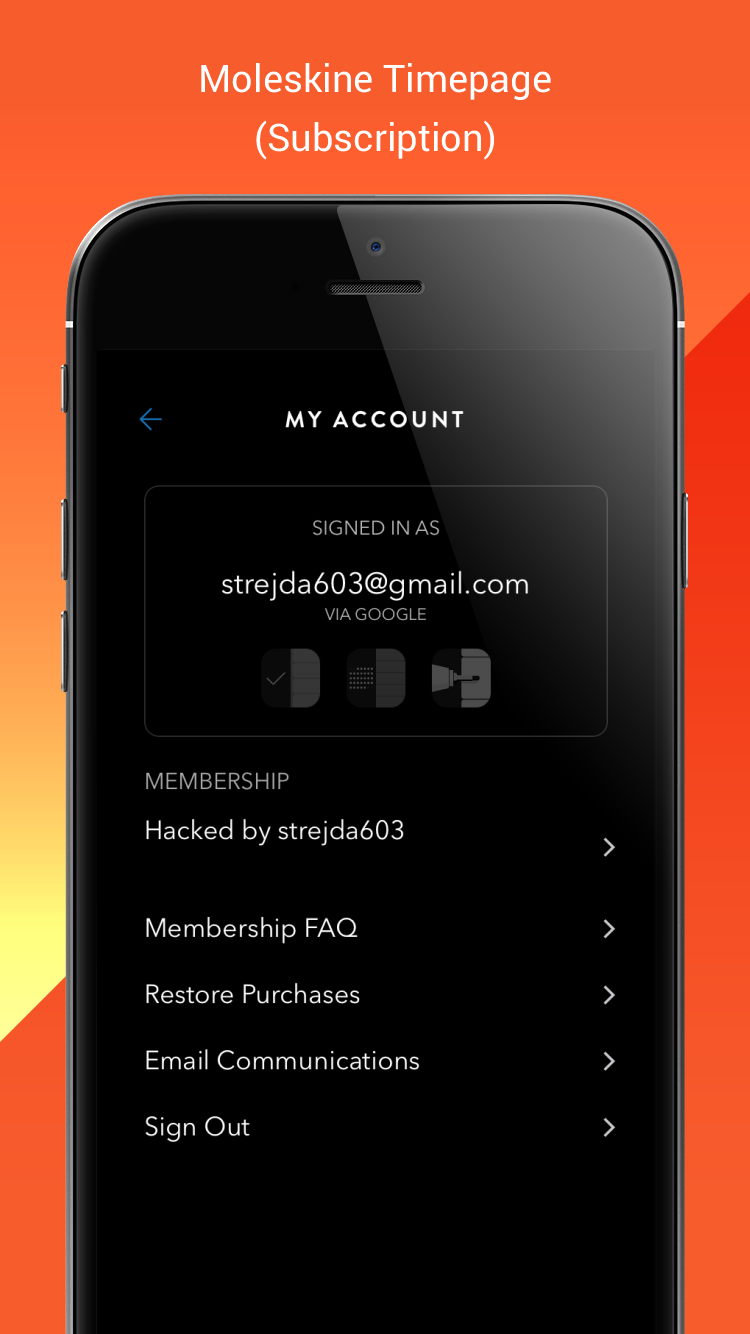 Moleskine Timepage
(Subscription)
MY ACCOUNT
SIGNED IN AS
strejda603@gmail.com
VIA GOOGLE
MEMBERSHIP
Hacked by strejda603
Membership FAQ
Restore Purchases
Email Communications
Sign Out